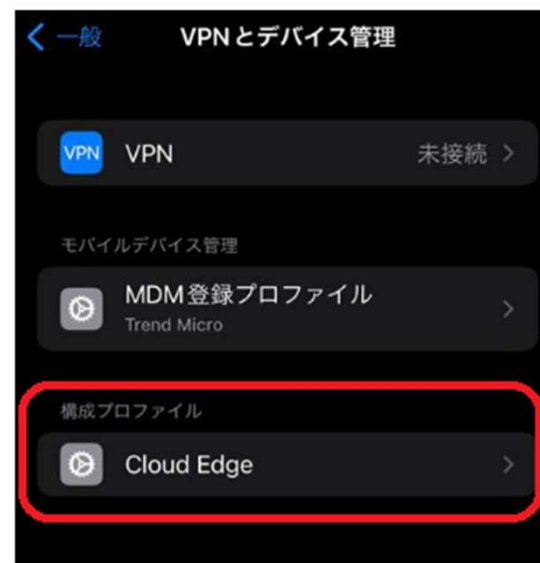 一般
VPNとデバイス管理
VPN
VPN
未接続
モバイルデバイス管理
MDM登録プロファイル
Trend Micro
構成プロファイル
Cloud Edge